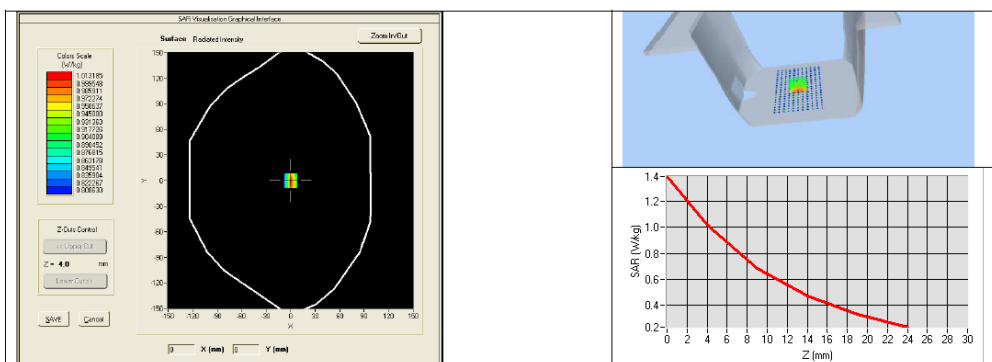 SAR Visualisation Graphical Interface
Surface Radiated Intensity
Zoom In/Out
Colors Scale
(W/kg)
1.013185
0.999548
0.985911
0.972274
0.958637
0.945000
0.931363
0.917726
0.904089
0.890452
0.876815
0.863178
0.849541
0.835904
0.822267
0.808630
Z-Cuts Control
Upper Cut
Z = 4.0 mm
Lower Cut
SAVE Cancel
150
120
90
60
30
0
-30
-60
-90
-120
-150
Y
-150 -120 -90 -60 -30 0 30 60 90 120 150
X
0 X (mm) 0 Y (mm)
1.4
1.2
1.0
0.8
0.6
0.4
0.2
SAR (W/kg)
0 2 4 6 8 10 12 14 16 18 20 22 24 26 28 30
Z (mm)